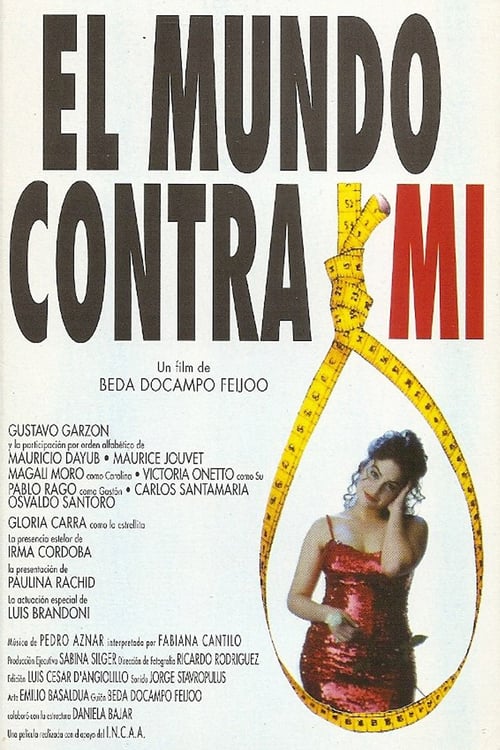 EL MUNDO
CONTRA MI
Un film de
BEDA DOCAMPO FEIJOO
GUSTAVO GARZON
y la participación por orden alfabético de
MAURICIO DAYUB • MAURICE JOUVET
MAGALI MORO como Carolina • VICTORIA ONETTO como Su
PABLO RAGO como Gastón • CARLOS SANTAMARIA
OSVALDO SANTORO
GLORIA CARRA como la estrellita
La presencia estelar de
IRMA CORDOBA
la presentación de
PAULINA RACHID
La actuación especial de
LUIS BRANDONI
Música de PEDRO AZNAR interpretada por FABIANA CANTILO
Producción Ejecutiva SABINA SILGER Dirección de Fotografía RICARDO RODRIGUEZ
Edición LUIS CESAR D'ANGIOLILLO Sonido JORGE STAVROPULUS
Arte EMILIO BASALDUA Guión BEDA DOCAMPO FEIJOO
colaboró con la estructura DANIELA BAJAR
Una película realizada con el apoyo del I.N.C.A.A.